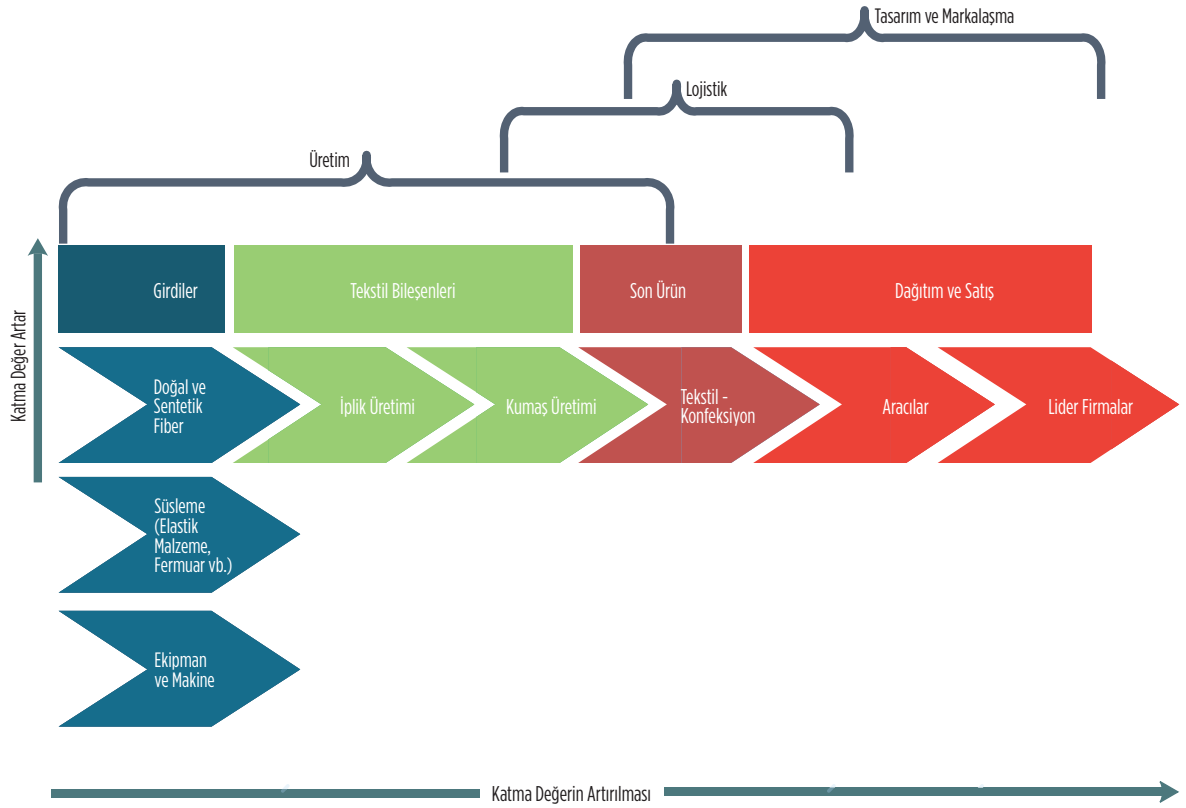 Tasarım ve Markalaşma
Lojistik
Üretim
Katma Değer Artar
Girdiler
Tekstil Bileşenleri
Son Ürün
Dağıtım ve Satış
Doğal ve
Sentetik
Fiber
İplik Üretimi
Kumaş Üretimi
Tekstil -
Konfeksiyon
Aracılar
Lider Firmalar
Süsleme
(Elastik
Malzeme,
Fermuar vb.)
Ekipman
ve Makine
Katma Değerin Artırılması